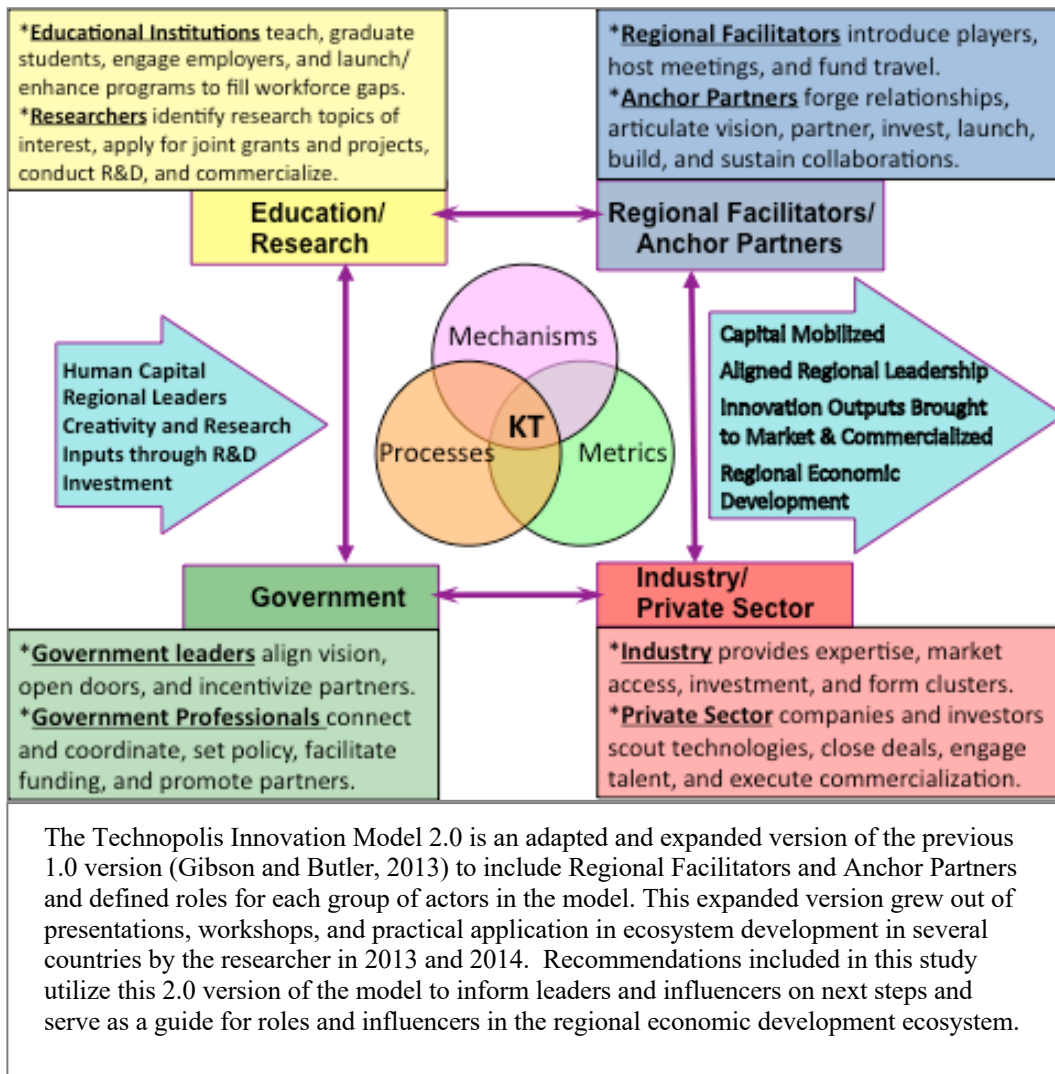 *Educational Institutions teach, graduate
students, engage employers, and launch/
enhance programs to fill workforce gaps.
*Researchers identify research topics of
interest, apply for joint grants and projects,
conduct R&D, and commercialize.
*Regional Facilitators introduce players,
host meetings, and fund travel.
*Anchor Partners forge relationships,
articulate vision, partner, invest, launch,
build, and sustain collaborations.
Education/
Research
Regional Facilitators/
Anchor Partners
Human Capital
Regional Leaders
Creativity and Research
Inputs through R&D
Investment
Mechanisms
KT
Processes
Metrics
Capital Mobilized
Aligned Regional Leadership
Innovation Outputs Brought
to Market & Commercialized
Regional Economic
Development
Government
Industry/
Private Sector
*Government leaders align vision,
open doors, and incentivize partners.
*Government Professionals connect
and coordinate, set policy, facilitate
funding, and promote partners.
*Industry provides expertise, market
access, investment, and form clusters.
*Private Sector companies and investors
scout technologies, close deals, engage
talent, and execute commercialization.
The Technopolis Innovation Model 2.0 is an adapted and expanded version of the previous
1.0 version (Gibson and Butler, 2013) to include Regional Facilitators and Anchor Partners
and defined roles for each group of actors in the model. This expanded version grew out of
presentations, workshops, and practical application in ecosystem development in several
countries by the researcher in 2013 and 2014. Recommendations included in this study
utilize this 2.0 version of the model to inform leaders and influencers on next steps and
serve as a guide for roles and influencers in the regional economic development ecosystem.